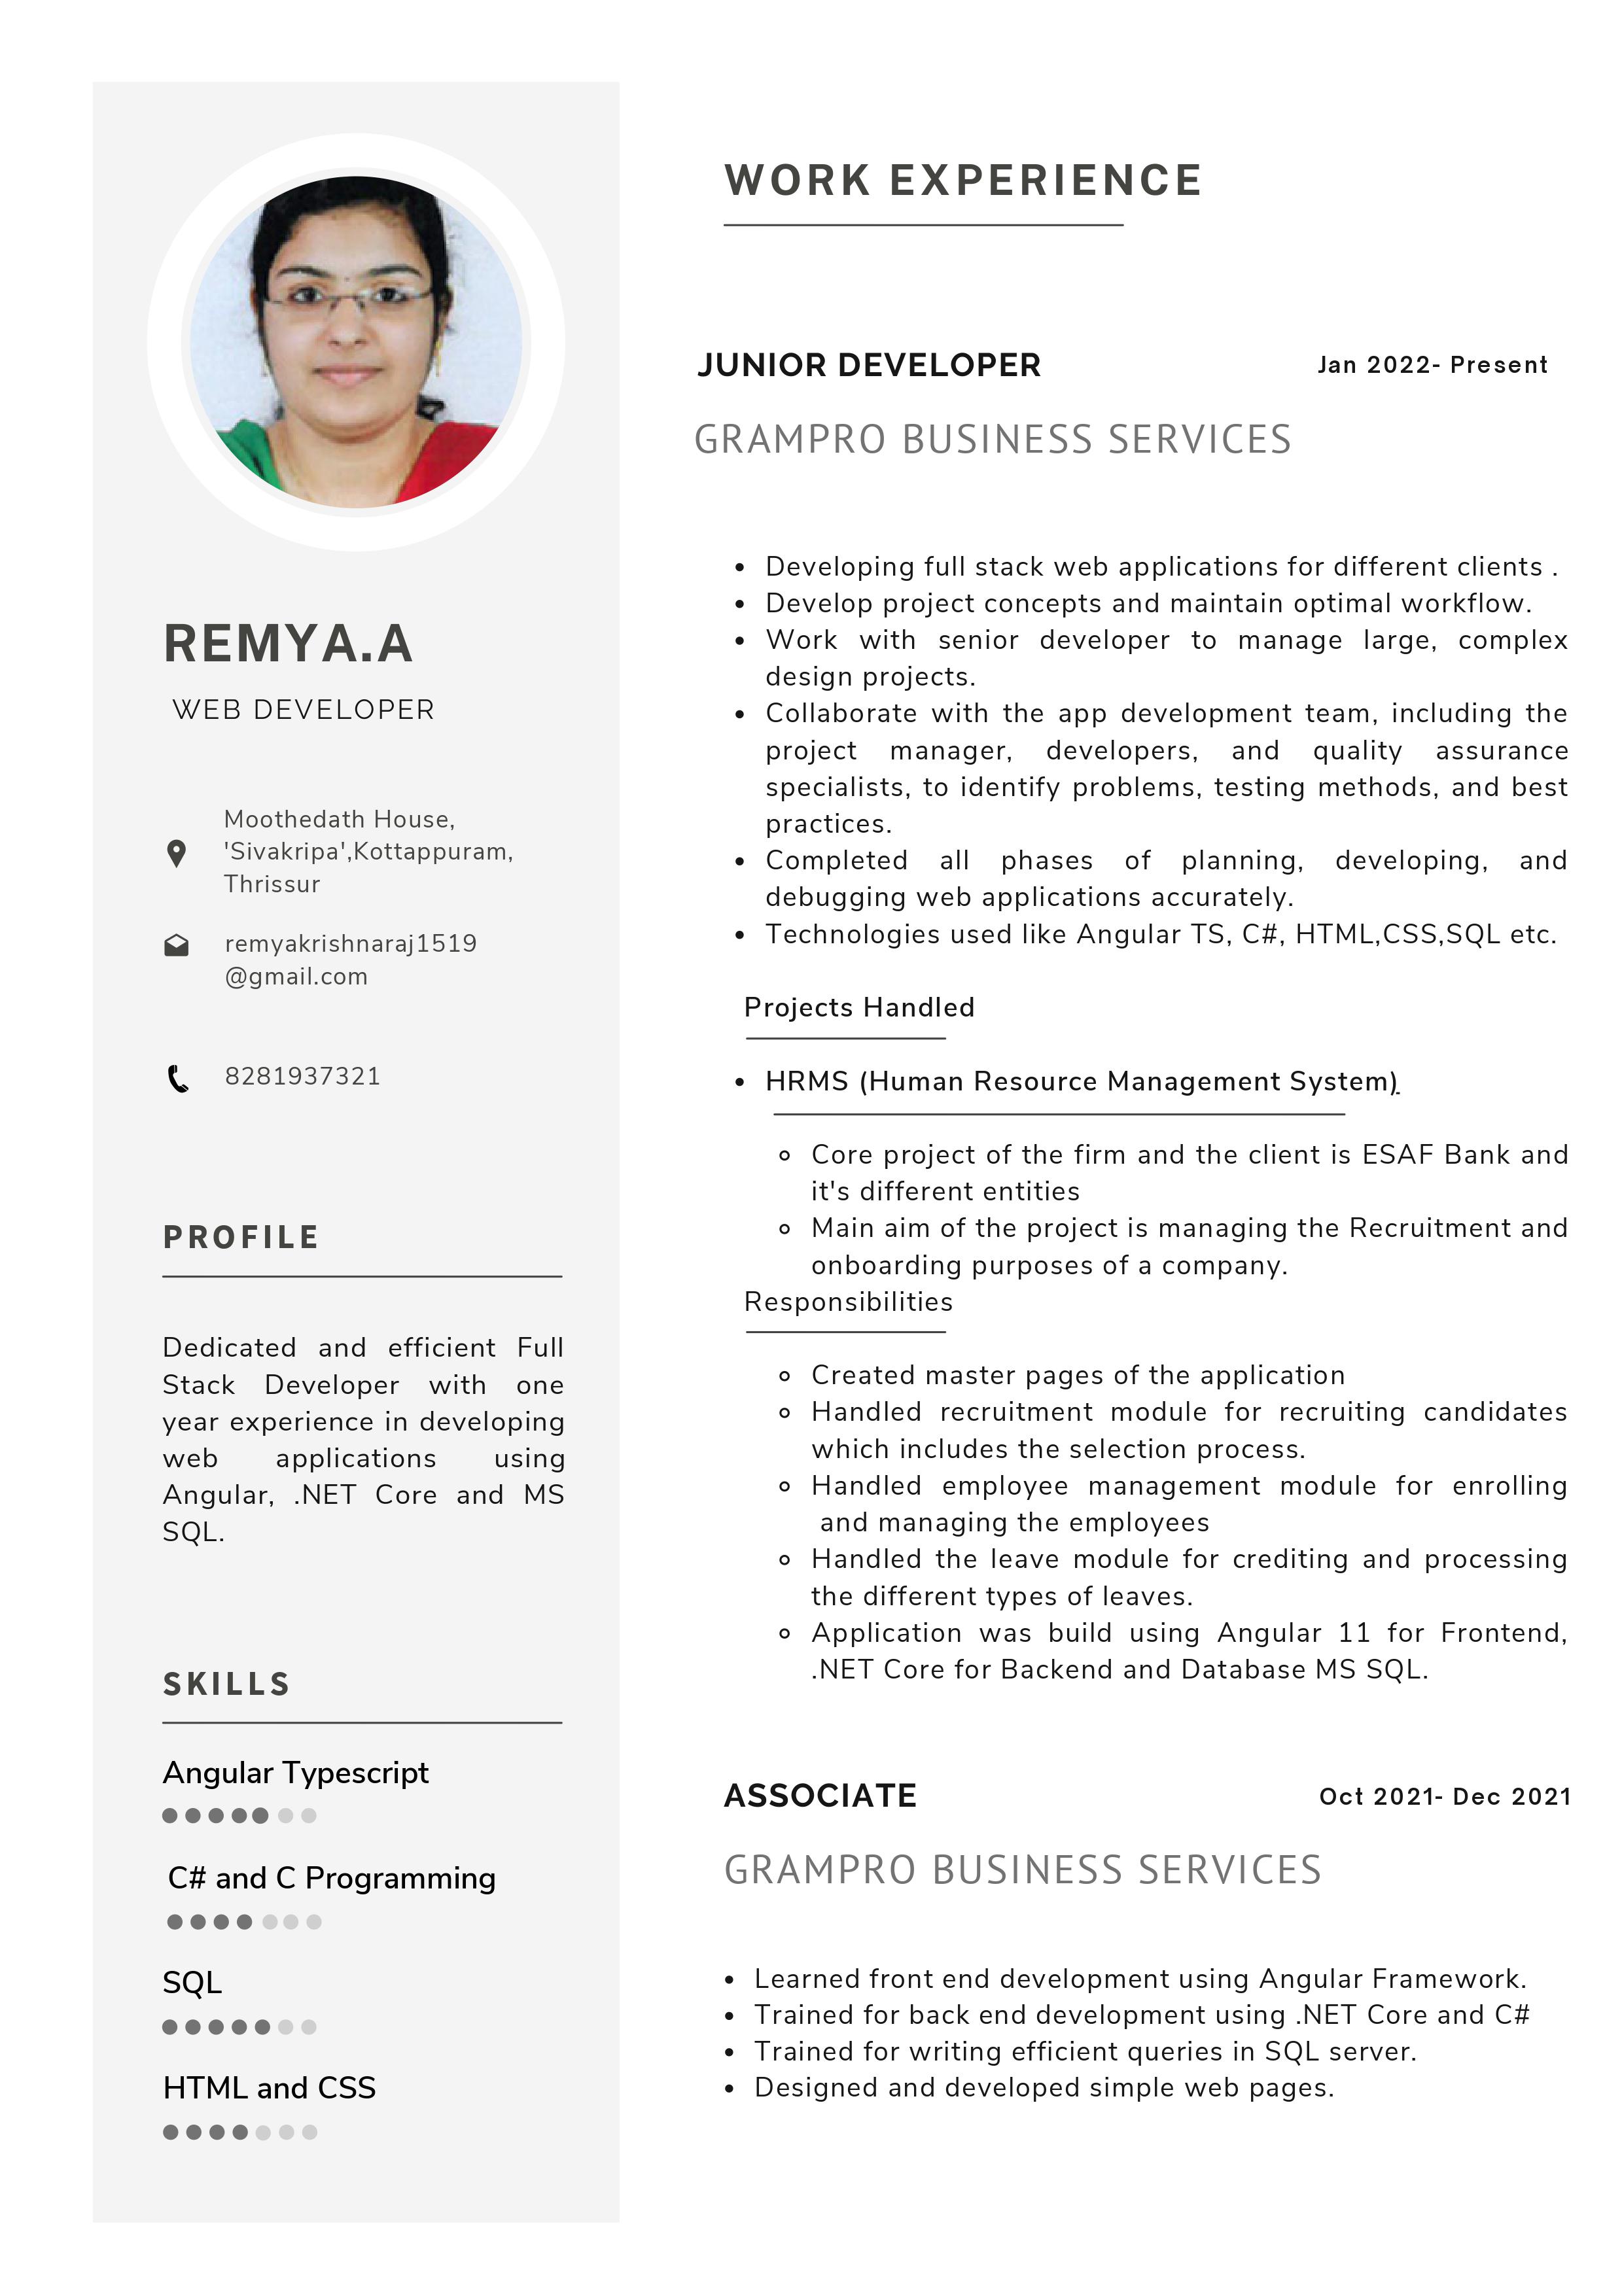 REMYA.A
WEB DEVELOPER
Moothedath House,
'Sivakripa',Kottappuram,
Thrissur
remyakrishnaraj1519
@gmail.com
8281937321
PROFILE
Dedicated and efficient Full
Stack Developer with one
year experience in developing
web applications using
Angular, .NET Core and MS
SQL.
SKILLS
Angular Typescript
C# and C Programming
SQL
HTML and CSS
WORK EXPERIENCE
JUNIOR DEVELOPER Jan 2022- Present
GRAMPRO BUSINESS SERVICES
• Developing full stack web applications for different clients .
• Develop project concepts and maintain optimal workflow.
• Work with senior developer to manage large, complex
design projects.
• Collaborate with the app development team, including the
project manager, developers, and quality assurance
specialists, to identify problems, testing methods, and best
practices.
• Completed all phases of planning, developing, and
debugging web applications accurately.
• Technologies used like Angular TS, C#, HTML,CSS,SQL etc.
Projects Handled
• HRMS (Human Resource Management System).
◦ Core project of the firm and the client is ESAF Bank and
it's different entities
◦ Main aim of the project is managing the Recruitment and
onboarding purposes of a company.
Responsibilities
◦ Created master pages of the application
◦ Handled recruitment module for recruiting candidates
which includes the selection process.
◦ Handled employee management module for enrolling
and managing the employees
◦ Handled the leave module for crediting and processing
the different types of leaves.
◦ Application was build using Angular 11 for Frontend,
.NET Core for Backend and Database MS SQL.
ASSOCIATE Oct 2021- Dec 2021
GRAMPRO BUSINESS SERVICES
• Learned front end development using Angular Framework.
• Trained for back end development using .NET Core and C#
• Trained for writing efficient queries in SQL server.
• Designed and developed simple web pages.